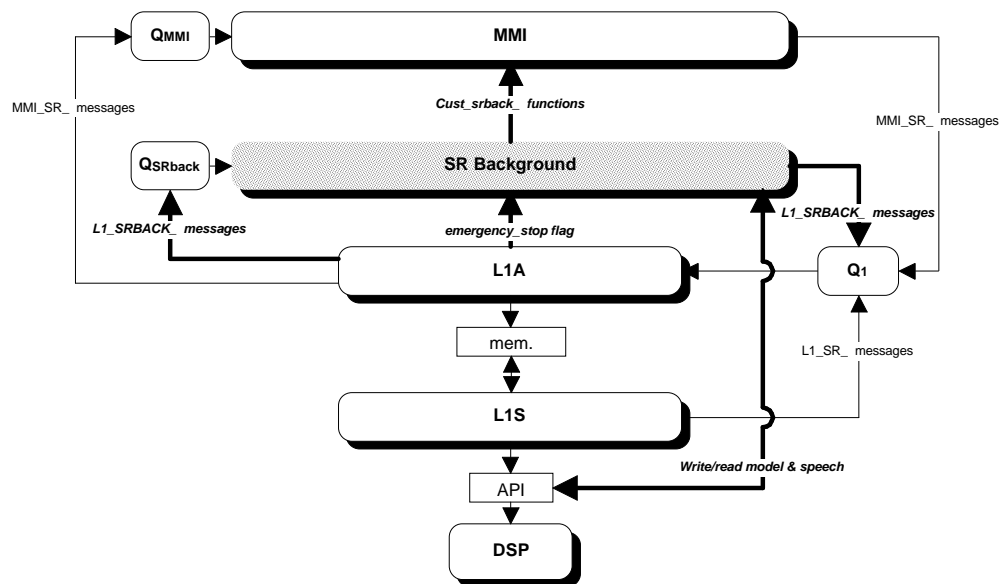 QMMI
MMI
MMI_SR_ messages
Cust_srback_ functions
MMI_SR_ messages
QSRback
SR Background
L1_SRBACK_ messages
emergency_stop flag
L1_SRBACK_ messages
L1A
Q1
mem.
L1_SR_ messages
L1S
Write/read model & speech
API
DSP